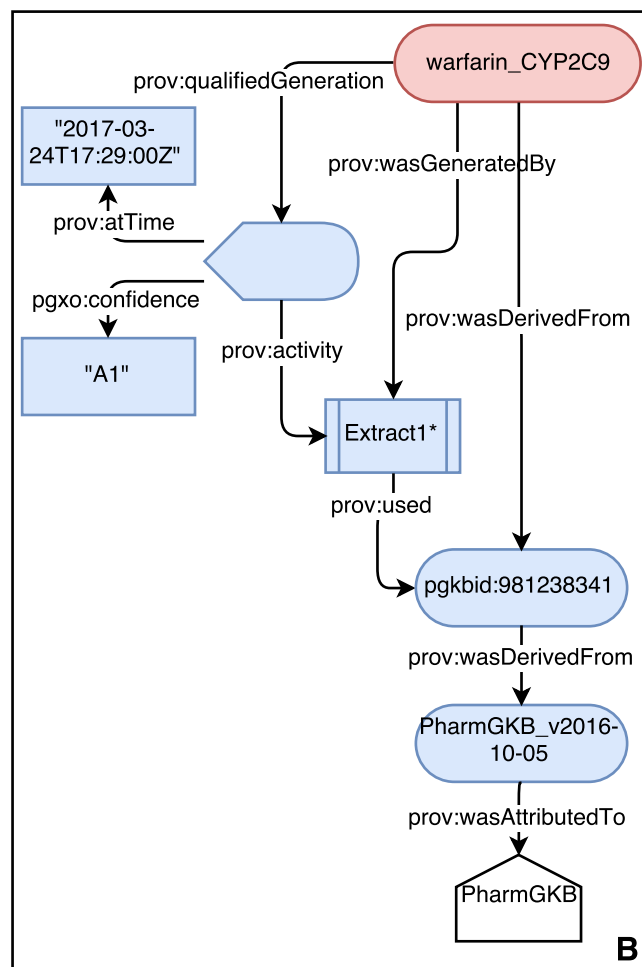 warfarin_CYP2C9
prov:qualifiedGeneration
"2017-03-
24T17:29:00Z"
prov:wasGeneratedBy
prov:atTime
pgxo:confidence
prov:wasDerivedFrom
prov:activity
"A1"
Extract1*
prov:used
pgkbid:981238341
prov:wasDerivedFrom
PharmGKB_v2016-
10-05
prov:wasAttributedTo
PharmGKB
B